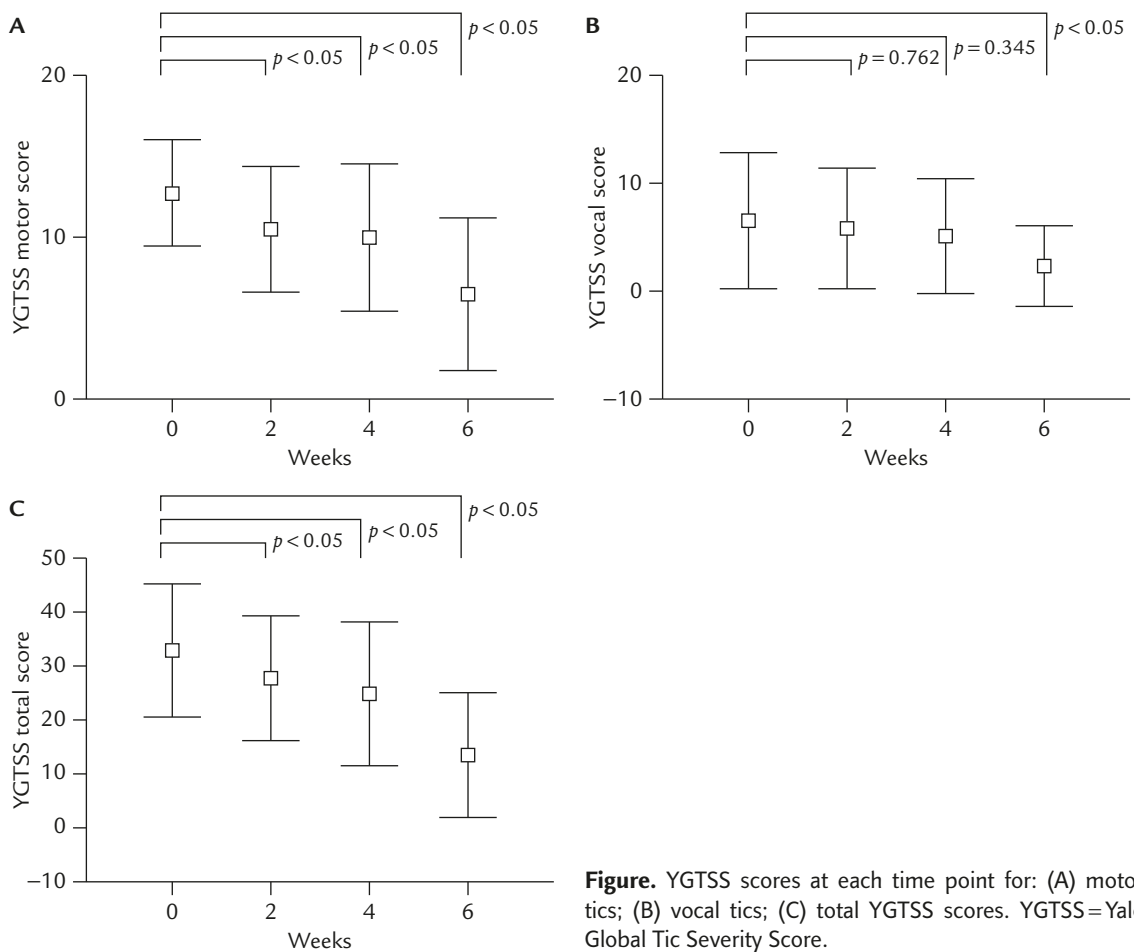 A
p < 0.05
p < 0.05
p < 0.05
20
10
0
YGTSS motor score
0 2 4 6
Weeks
B
p < 0.05
p = 0.345
p = 0.762
20
10
0
−10
YGTSS vocal score
0 2 4 6
Weeks
C
p < 0.05
p < 0.05
p < 0.05
50
40
30
20
10
0
−10
YGTSS total score
0 2 4 6
Weeks
Figure. YGTSS scores at each time point for: (A) moto
tics; (B) vocal tics; (C) total YGTSS scores. YGTSS = Yal
Global Tic Severity Score.